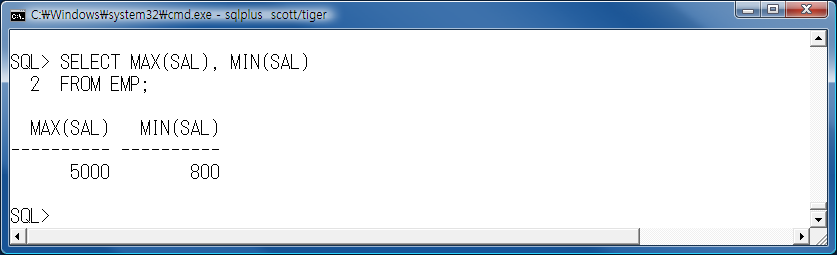 C:₩Windows₩system32₩cmd.exe - sqlplus  scott/tiger
SQL> SELECT MAX(SAL), MIN(SAL)
  2  FROM EMP;
  MAX(SAL)   MIN(SAL)
---------- ----------
      5000        800
SQL>